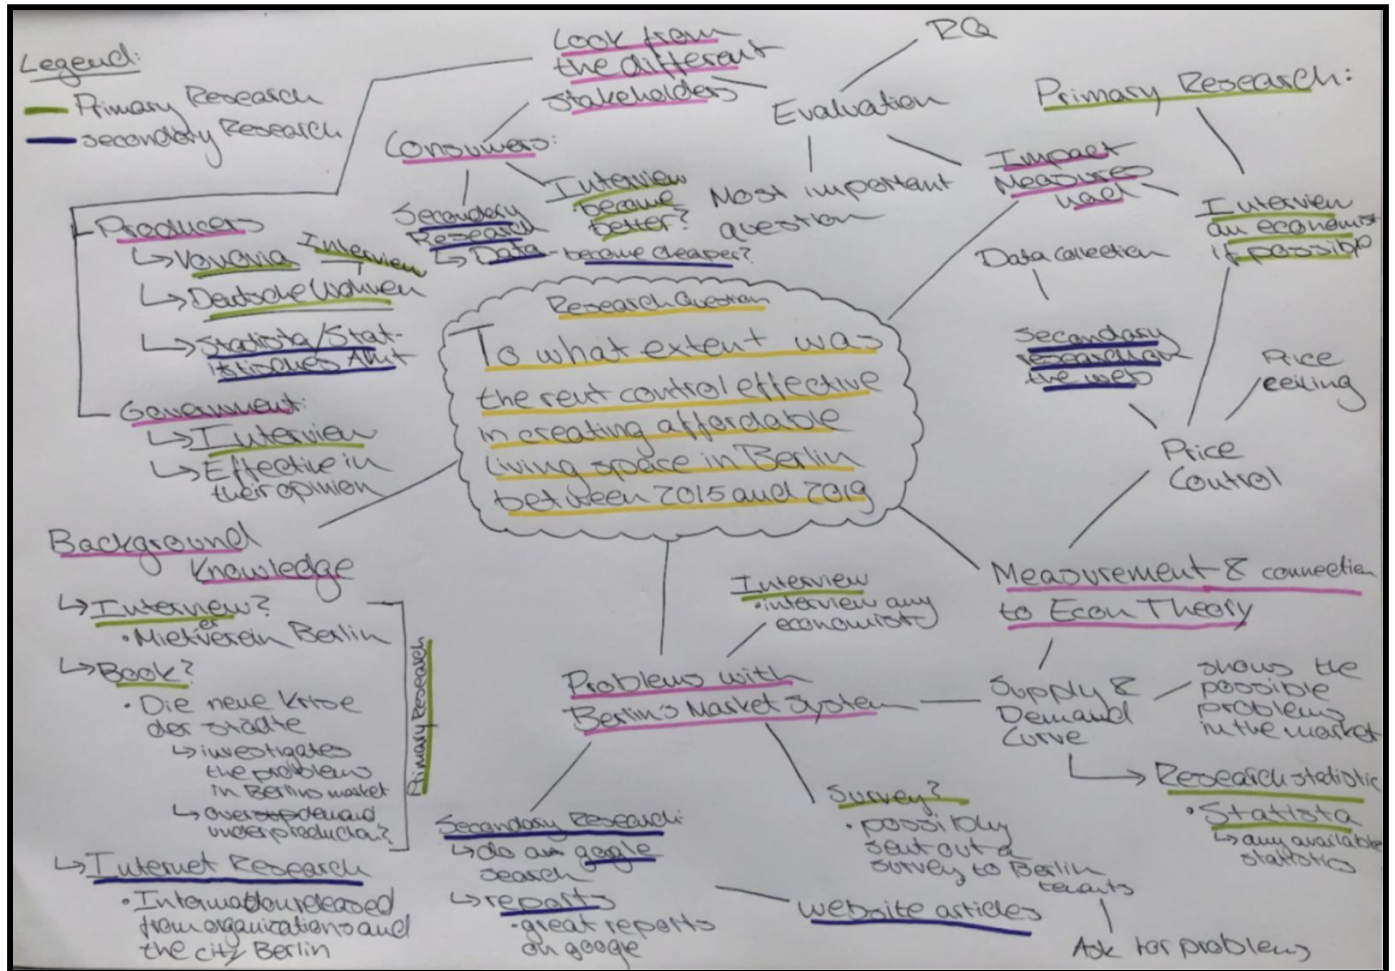 Legend:
Primary Research
secondary Research
Look from
the different
stakeholders
RQ
Evaluation
Most important
question
Impact
Measures
had
Primary Research:
Interview
an economist
if possible
Consumers:
Secondary
Research
Data - become cheaper?
Interview
become
better?
Producers
Vonovia
Interview
Deutsche Wohnen
Statista/Stat-
istisches Amt
Government:
Interview
Effective in
their opinion
Research Question
To what extent was
the rent control effective
in creating affordable
living space in Berlin
between 2015 and 2019
Data collection
Secondary
research on
the web
Price
ceiling
Price
Control
Measurement & connection
to Econ Theory
Supply &
Demand
Curve
shows the
possible
problems
in the market
Research statistic
• Statista
any available
statistics
Background
Knowledge
Interview?
• Mietverein Berlin
Book?
• Die neue Krise
der Städte
investigates
the problems
in Berlins market
demand
underproduction?
Primary Research
Internet Research
• Information released
from organizations and
the city Berlin
Problems with
Berlin's Market System
Interview
• interview any
economists
Secondary Research:
do an google
search
reports
• great reports
on google
website articles
Survey?
• possibly
sent out a
survey to Berlin
tenants
Ask for problems